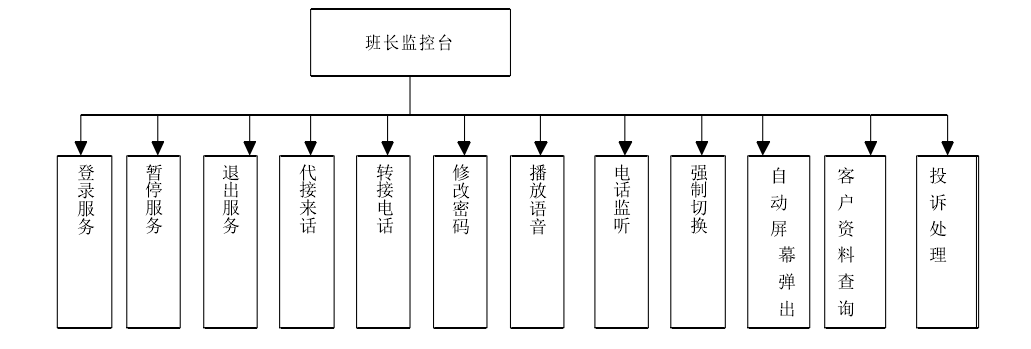 班长监控台
登录服务
暂停服务
退出服务
代接来话
转接电话
修改密码
播放语音
电话监听
强制切换
自动屏幕弹出
客户资料查询
投诉处理